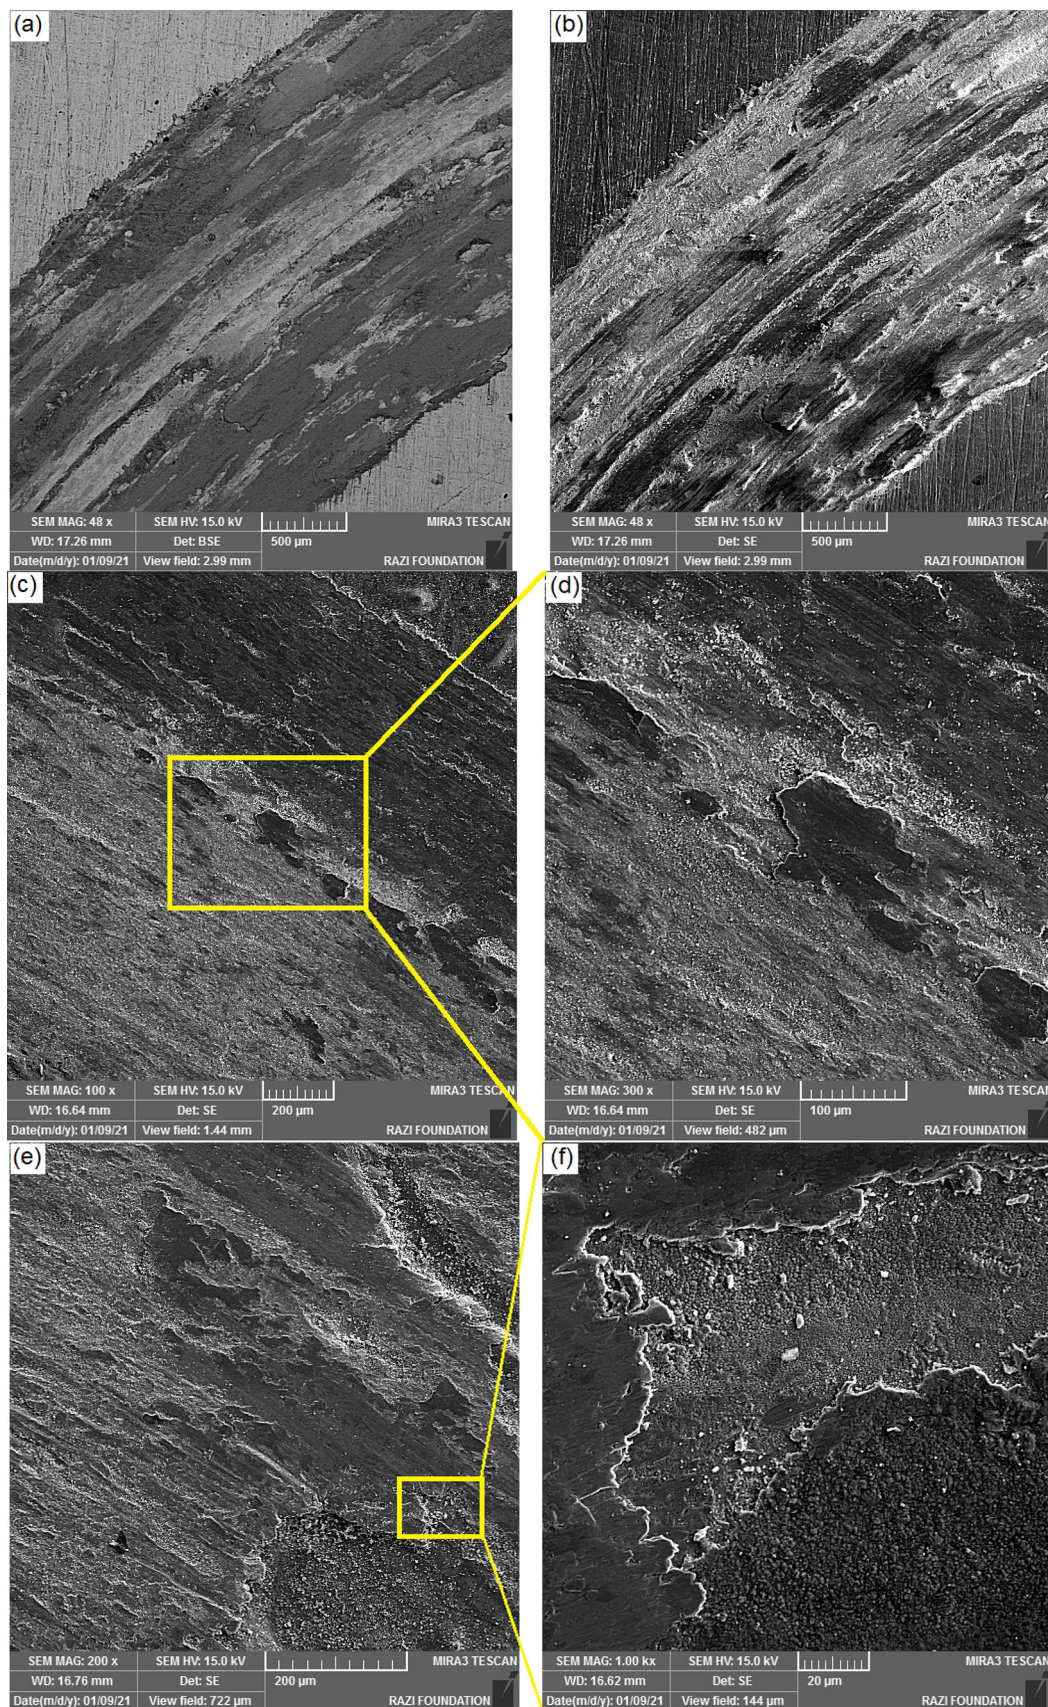 (a)
SEM MAG: 48 x SEM HV: 15.0 kV MIRA3 TESCAN
WD: 17.26 mm Det: BSE 500 µm
Date(m/d/y): 01/09/21 View field: 2.99 mm RAZI FOUNDATION
(b)
SEM MAG: 48 x SEM HV: 15.0 kV MIRA3 TESCAN
WD: 17.26 mm Det: SE 500 µm
Date(m/d/y): 01/09/21 View field: 2.99 mm RAZI FOUNDATION
(c)
SEM MAG: 100 x SEM HV: 15.0 kV MIRA3 TESCAN
WD: 16.64 mm Det: SE 200 µm
Date(m/d/y): 01/09/21 View field: 1.44 mm RAZI FOUNDATION
(d)
SEM MAG: 300 x SEM HV: 15.0 kV MIRA3 TESCAN
WD: 16.64 mm Det: SE 100 µm
Date(m/d/y): 01/09/21 View field: 482 µm RAZI FOUNDATION
(e)
SEM MAG: 200 x SEM HV: 15.0 kV MIRA3 TESCAN
WD: 16.76 mm Det: SE 200 µm
Date(m/d/y): 01/09/21 View field: 722 µm RAZI FOUNDATION
(f)
SEM MAG: 1.00 kx SEM HV: 15.0 kV MIRA3 TESCAN
WD: 16.62 mm Det: SE 20 µm
Date(m/d/y): 01/09/21 View field: 144 µm RAZI FOUNDATION